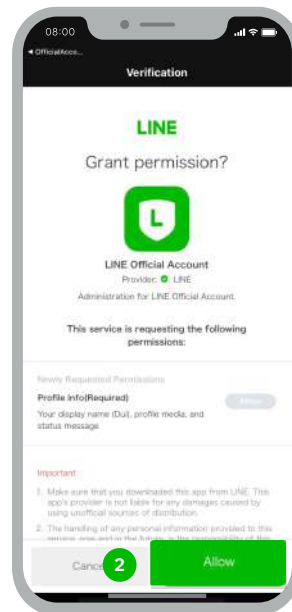 08:00
◀ OfficialAcco...
Verification
LINE
Grant permission?
L
LINE Official Account
Provider: LINE
Administration for LINE Official Account.
This service is requesting the following
permissions:
Newly Requested Permissions
Profile info(Required)
Allow
Your display name (Dul), profile media, and
status message
Important
1. Make sure that you downloaded this app from LINE. This
app's provider is not liable for any damages caused by
using unofficial sources of distribution.
2. The handling of any personal information provided to this
Cance
2
Allow